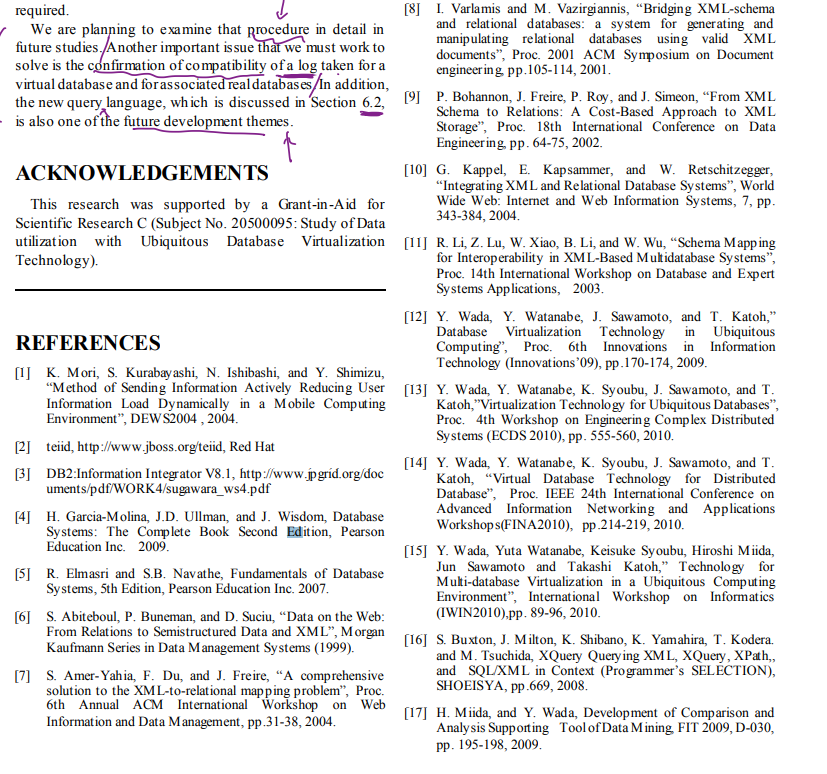 required.
We are planning to examine that procedure in detail in
future studies. Another important issue that we must work to
solve is the confirmation of compatibility of a log taken for a
virtual database and for associated real databases. In addition,
the new query language, which is discussed in Section 6.2,
is also one of the future development themes.
ACKNOWLEDGEMENTS
This research was supported by a Grant-in-Aid for
Scientific Research C (Subject No. 20500095: Study of Data
utilization with Ubiquitous Database Virtualization
Technology).
REFERENCES
[1] K. Mori, S. Kurabayashi, N. Ishibashi, and Y. Shimizu,
“Method of Sending Information Actively Reducing User
Information Load Dynamically in a Mobile Computing
Environment”, DEWS2004 , 2004.
[2] teiid, http://www.jboss.org/teiid, Red Hat
[3] DB2:Information Integrator V8.1, http://www.jpgrid.org/doc
uments/pdf/WORK4/sugawara_ws4.pdf
[4] H. Garcia-Molina, J.D. Ullman, and J. Wisdom, Database
Systems: The Complete Book Second Edition, Pearson
Education Inc. 2009.
[5] R. Elmasri and S.B. Navathe, Fundamentals of Database
Systems, 5th Edition, Pearson Education Inc. 2007.
[6] S. Abiteboul, P. Buneman, and D. Suciu, “Data on the Web:
From Relations to Semistructured Data and XML”, Morgan
Kaufmann Series in Data Management Systems (1999).
[7] S. Amer-Yahia, F. Du, and J. Freire, “A comprehensive
solution to the XML-to-relational mapping problem”, Proc.
6th Annual ACM International Workshop on Web
Information and Data Management, pp.31-38, 2004.
[8] I. Varlamis and M. Vazirgiannis, “Bridging XML-schema
and relational databases: a system for generating and
manipulating relational databases using valid XML
documents”, Proc. 2001 ACM Symposium on Document
engineering, pp.105-114, 2001.
[9] P. Bohannon, J. Freire, P. Roy, and J. Simeon, “From XML
Schema to Relations: A Cost-Based Approach to XML
Storage”, Proc. 18th International Conference on Data
Engineering, pp. 64-75, 2002.
[10] G. Kappel, E. Kapsammer, and W. Retschitzegger,
“Integrating XML and Relational Database Systems”, World
Wide Web: Internet and Web Information Systems, 7, pp.
343-384, 2004.
[11] R. Li, Z. Lu, W. Xiao, B. Li, and W. Wu, “Schema Mapping
for Interoperability in XML-Based Multidatabase Systems”,
Proc. 14th International Workshop on Database and Expert
Systems Applications, 2003.
[12] Y. Wada, Y. Watanabe, J. Sawamoto, and T. Katoh,”
Database Virtualization Technology in Ubiquitous
Computing”, Proc. 6th Innovations in Information
Technology (Innovations’09), pp.170-174, 2009.
[13] Y. Wada, Y. Watanabe, K. Syoubu, J. Sawamoto, and T.
Katoh,”Virtualization Technology for Ubiquitous Databases”,
Proc. 4th Workshop on Engineering Complex Distributed
Systems (ECDS 2010), pp. 555-560, 2010.
[14] Y. Wada, Y. Watanabe, K. Syoubu, J. Sawamoto, and T.
Katoh, “Virtual Database Technology for Distributed
Database”, Proc. IEEE 24th International Conference on
Advanced Information Networking and Applications
Workshops(FINA2010), pp.214-219, 2010.
[15] Y. Wada, Yuta Watanabe, Keisuke Syoubu, Hiroshi Miida,
Jun Sawamoto and Takashi Katoh,” Technology for
Multi-database Virtualization in a Ubiquitous Computing
Environment”, International Workshop on Informatics
(IWIN2010),pp. 89-96, 2010.
[16] S. Buxton, J. Milton, K. Shibano, K. Yamahira, T. Kodera.
and M. Tsuchida, XQuery Querying XML, XQuery, XPath,,
and SQL/XML in Context (Programmer’s SELECTION),
SHOEISYA, pp.669, 2008.
[17] H. Miida, and Y. Wada, Development of Comparison and
Analysis Supporting Tool of Data Mining, FIT 2009, D-030,
pp. 195-198, 2009.